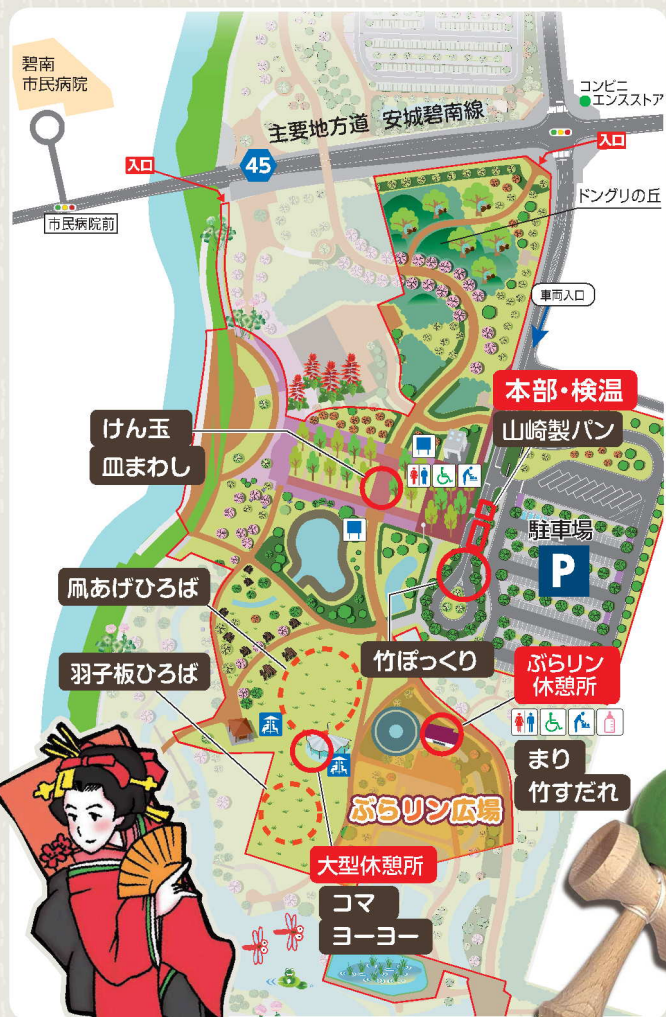 碧南
市民病院
コンビニ
エンスストア
主要地方道 安城碧南線
入口
入口
45
市民病院前
ドングリの丘
車両入口
本部・検温
山崎製パン
けん玉
皿まわし
駐車場
P
凧あげひろば
竹ぽっくり
羽子板ひろば
ぶらリン
休憩所
まり
竹すだれ
ぶらリン広場
大型休憩所
コマ
ヨーヨー